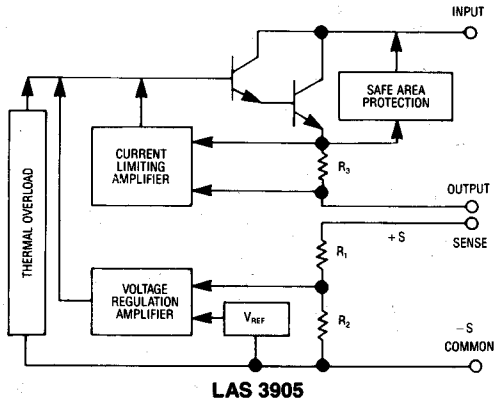 INPUT
SAFE AREA
PROTECTION
CURRENT
LIMITING
AMPLIFIER
R3
THERMAL OVERLOAD
OUTPUT
+S
SENSE
R1
VOLTAGE
REGULATION
AMPLIFIER
VREF
R2
-S
COMMON
LAS 3905